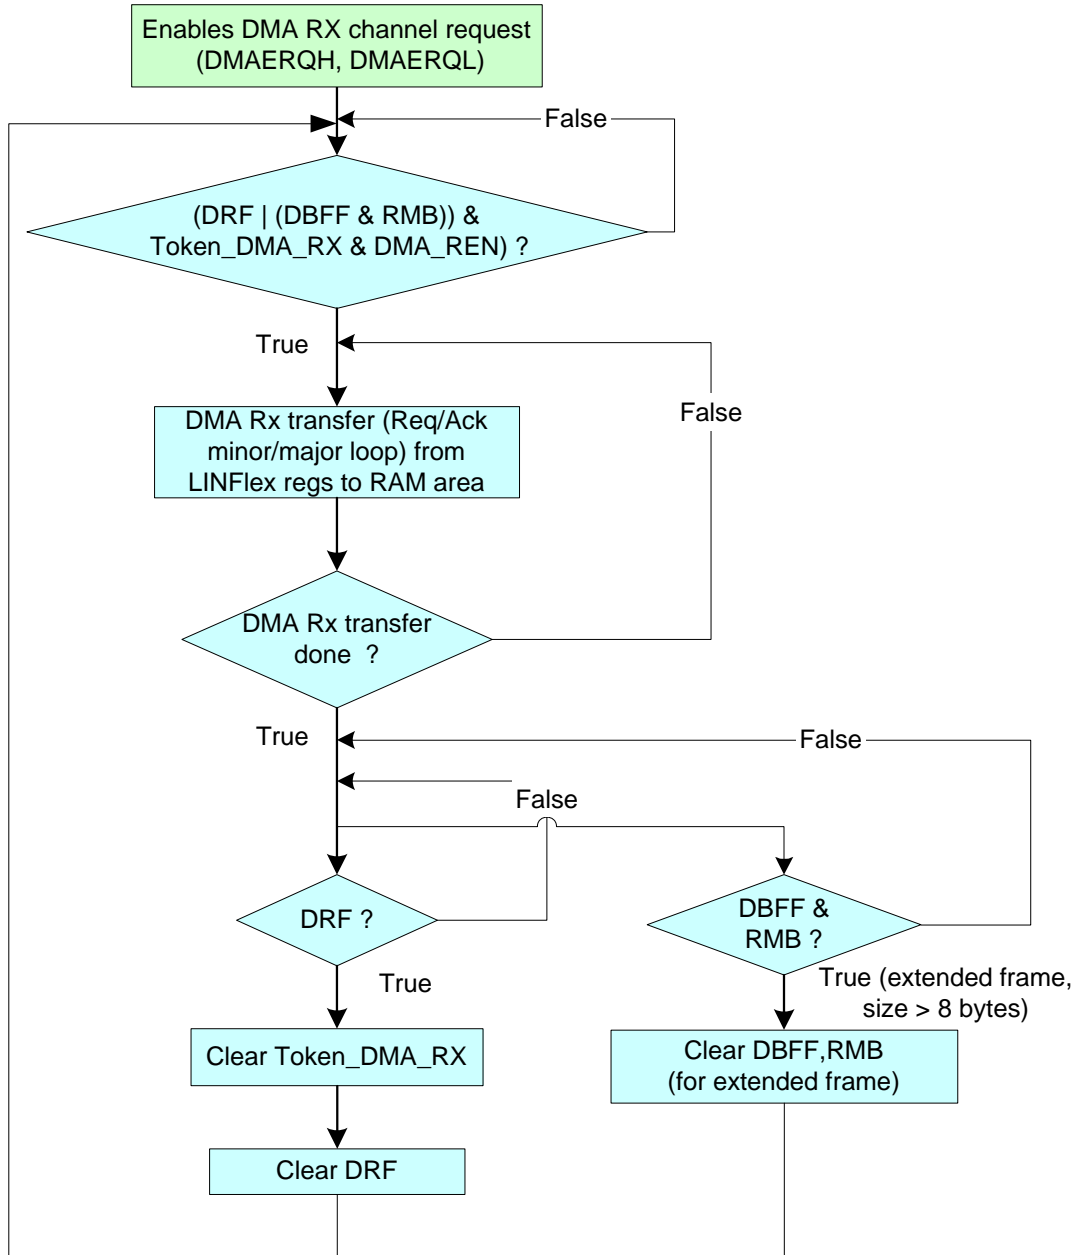 Enables DMA RX channel request
(DMAERQH, DMAERQL)
False
(DRF | (DBFF & RMB)) &
Token_DMA_RX & DMA_REN) ?
True
False
DMA Rx transfer (Req/Ack
minor/major loop) from
LINFlex regs to RAM area
DMA Rx transfer
done ?
True
False
False
DRF ?
DBFF &
RMB ?
True
True (extended frame,
size > 8 bytes)
Clear Token_DMA_RX
Clear DBFF,RMB
(for extended frame)
Clear DRF